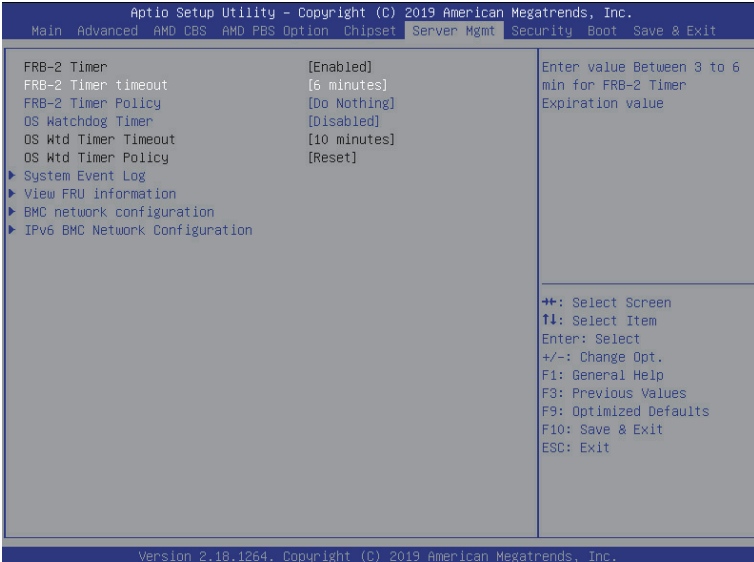 Aptio Setup Utility – Copyright (C) 2019 American Megatrends, Inc.
Main Advanced AMD CBS AMD PBS Option Chipset Server Mgmt Security Boot Save & Exit
FRB-2 Timer [Enabled]
FRB-2 Timer timeout [6 minutes]
FRB-2 Timer Policy [Do Nothing]
OS Watchdog Timer [Disabled]
OS Wtd Timer Timeout [10 minutes]
OS Wtd Timer Policy [Reset]
System Event Log
View FRU information
BMC network configuration
IPv6 BMC Network Configuration
Enter value Between 3 to 6
min for FRB-2 Timer
Expiration value
→←: Select Screen
↑↓: Select Item
Enter: Select
+/-: Change Opt.
F1: General Help
F3: Previous Values
F9: Optimized Defaults
F10: Save & Exit
ESC: Exit
Version 2.18.1264. Copyright (C) 2019 American Megatrends, Inc.